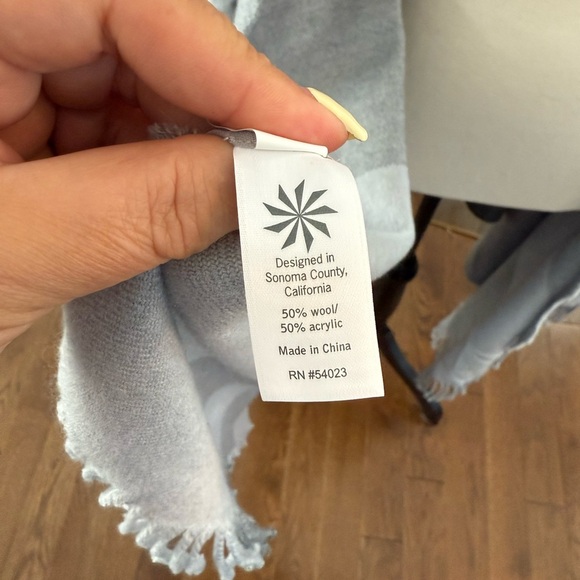 Designed in
Sonoma County,
California
50% wool/
50% acrylic
Made in China
RN #54023